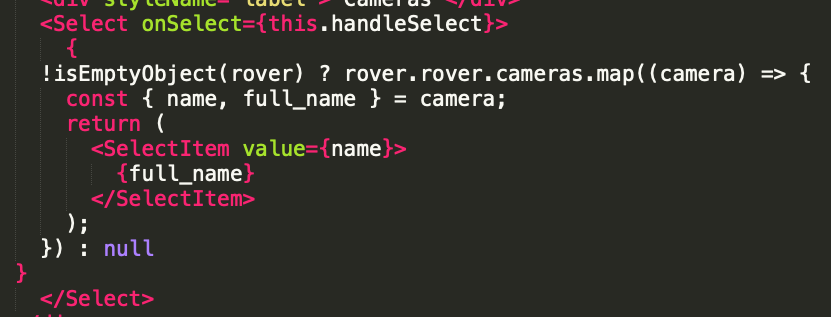 <div styleName="label"> Cameras </div>
<Select onSelect={this.handleSelect}>
{
!isEmptyObject(rover) ? rover.rover.cameras.map((camera) => {
const { name, full_name } = camera;
return (
<SelectItem value={name}>
{full_name}
</SelectItem>
);
}) : null
}
</Select>